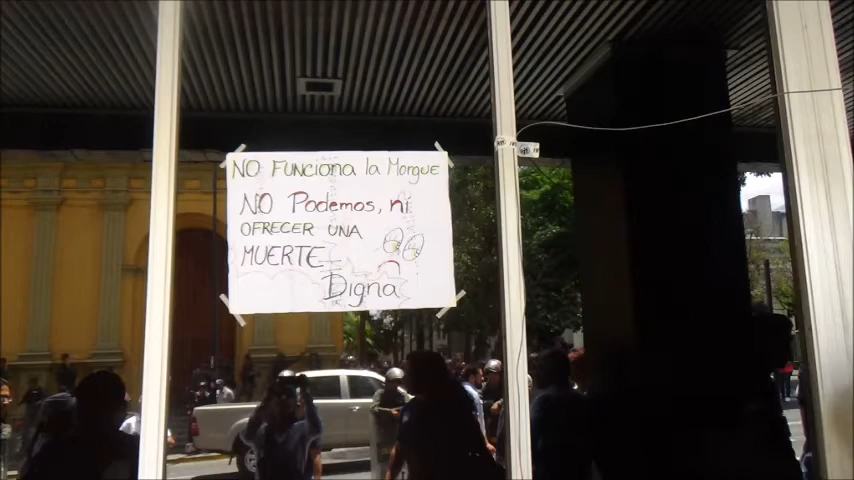 NO FUNCIONA la Morgue
NO Podemos, ni
OFRECER UNA
MUERTE
Digna